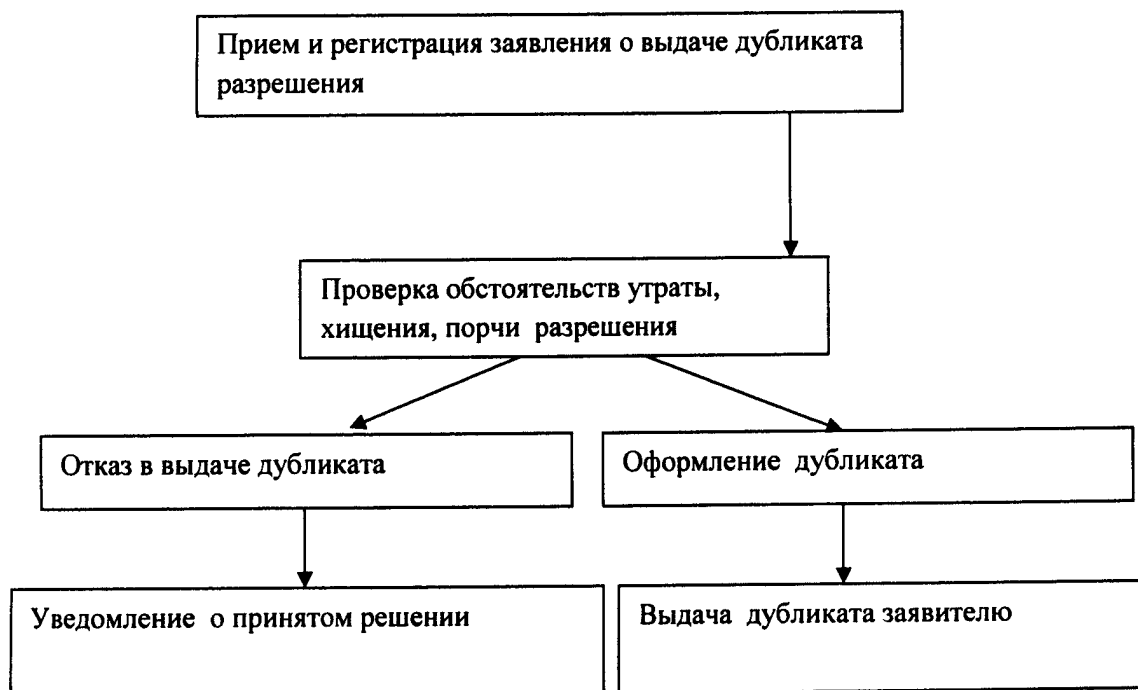 Прием и регистрация заявления о выдаче дубликата
разрешения
Проверка обстоятельств утраты,
хищения, порчи разрешения
Отказ в выдаче дубликата
Оформление дубликата
Уведомление о принятом решении
Выдача дубликата заявителю